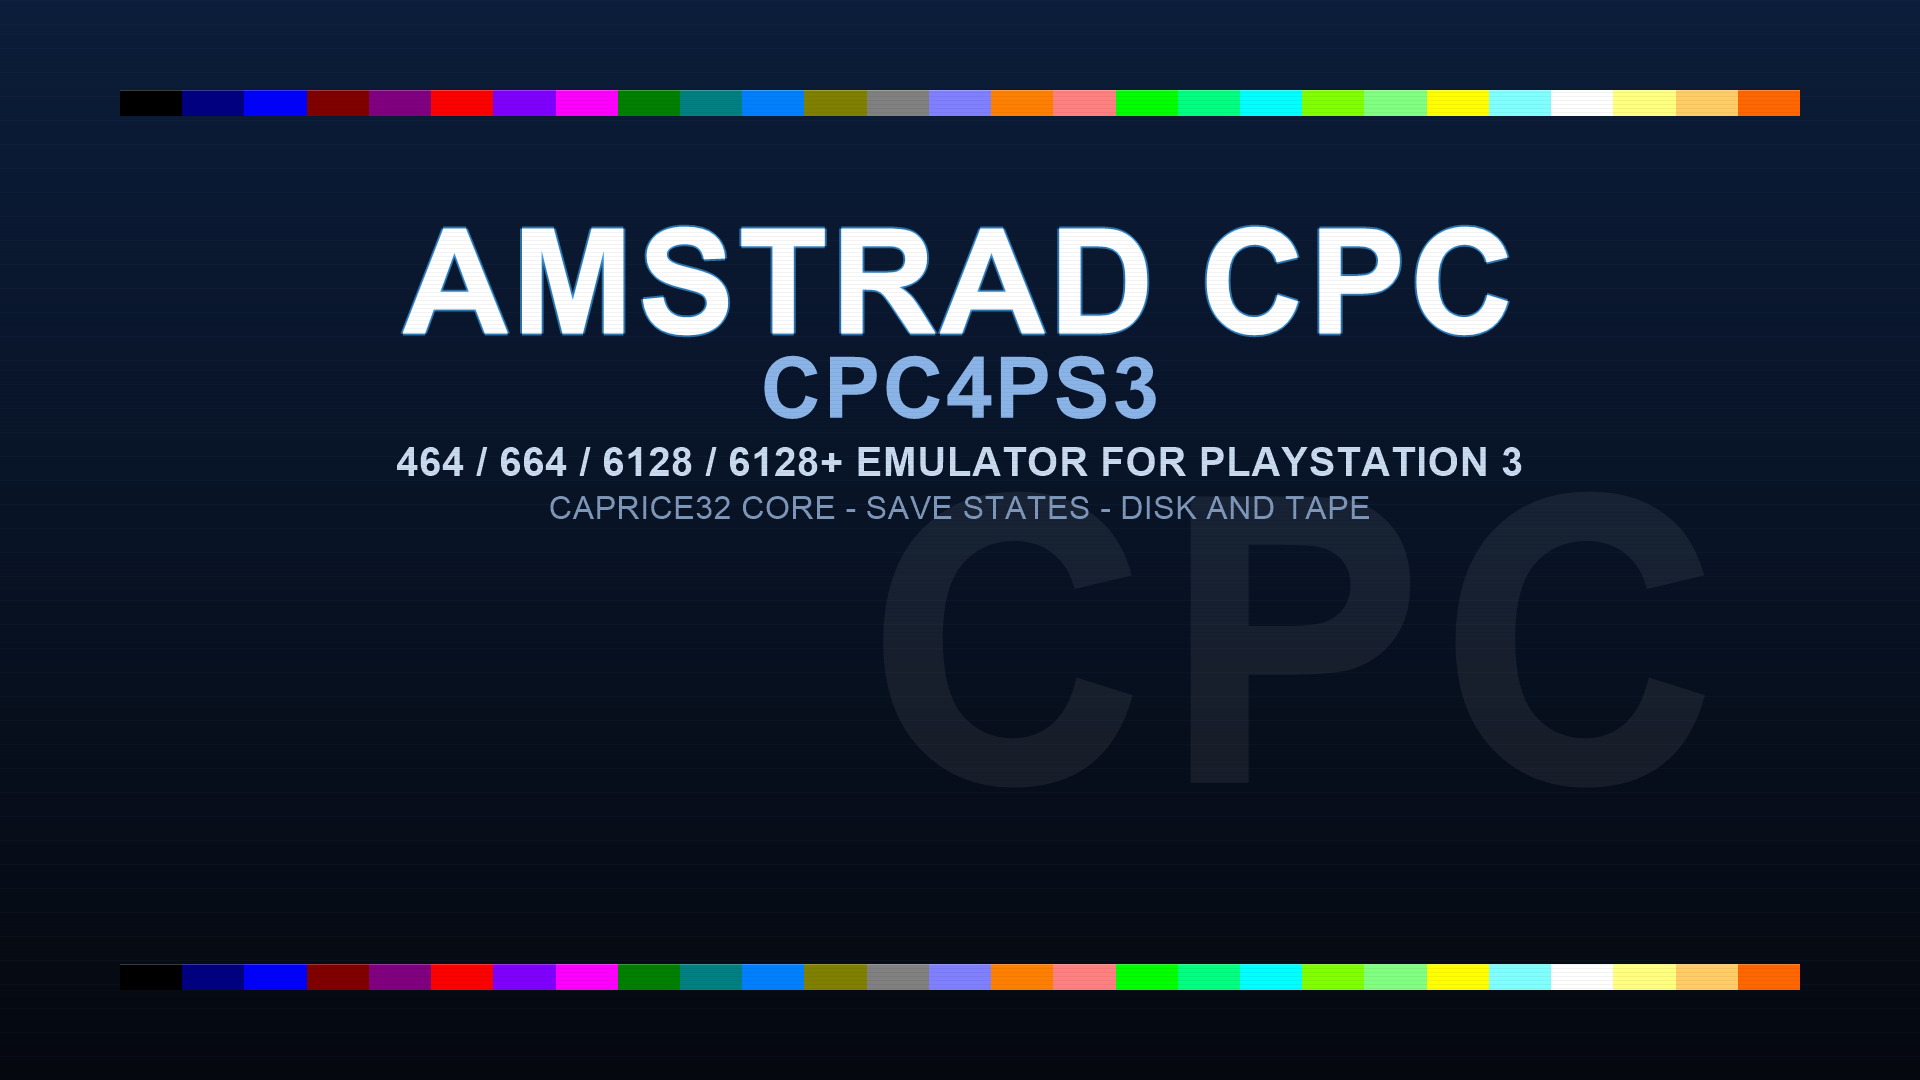 AMSTRAD CPC
CPC4PS3
464 / 664 / 6128 / 6128+ EMULATOR FOR PLAYSTATION 3
CAPRICE32 CORE - SAVE STATES - DISK AND TAPE
CPC